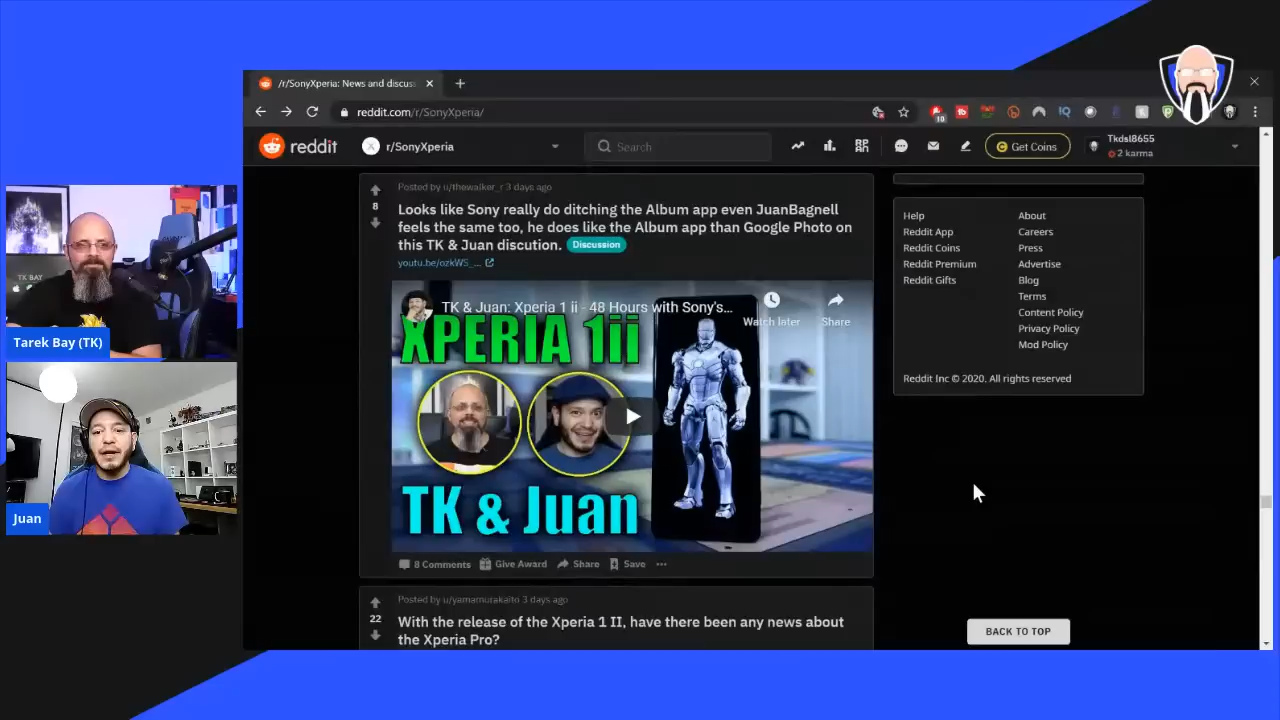 /r/SonyXperia: News and discus
reddit.com/r/SonyXperia/
10
reddit
r/SonyXperia
Search
Get Coins
Tkdsl8655
2 karma
Posted by u/thewalker_r 3 days ago
8
Looks like Sony really do ditching the Album app even JuanBagnell
feels the same too, he does like the Album app than Google Photo on
this TK & Juan discution. Discussion
youtu.be/ozkWS_...
TK & Juan: Xperia 1 ii - 48 Hours with Sony's...
Watch later
Share
XPERIA 1ii
TK & Juan
8 Comments
Give Award
Share
Save
Posted by u/yamamurakaito 3 days ago
22
With the release of the Xperia 1 II, have there been any news about
the Xperia Pro?
Help
About
Reddit App
Careers
Reddit Coins
Press
Reddit Premium
Advertise
Reddit Gifts
Blog
Terms
Content Policy
Privacy Policy
Mod Policy
Reddit Inc © 2020. All rights reserved
BACK TO TOP
TK BAY
Tarek Bay (TK)
Juan